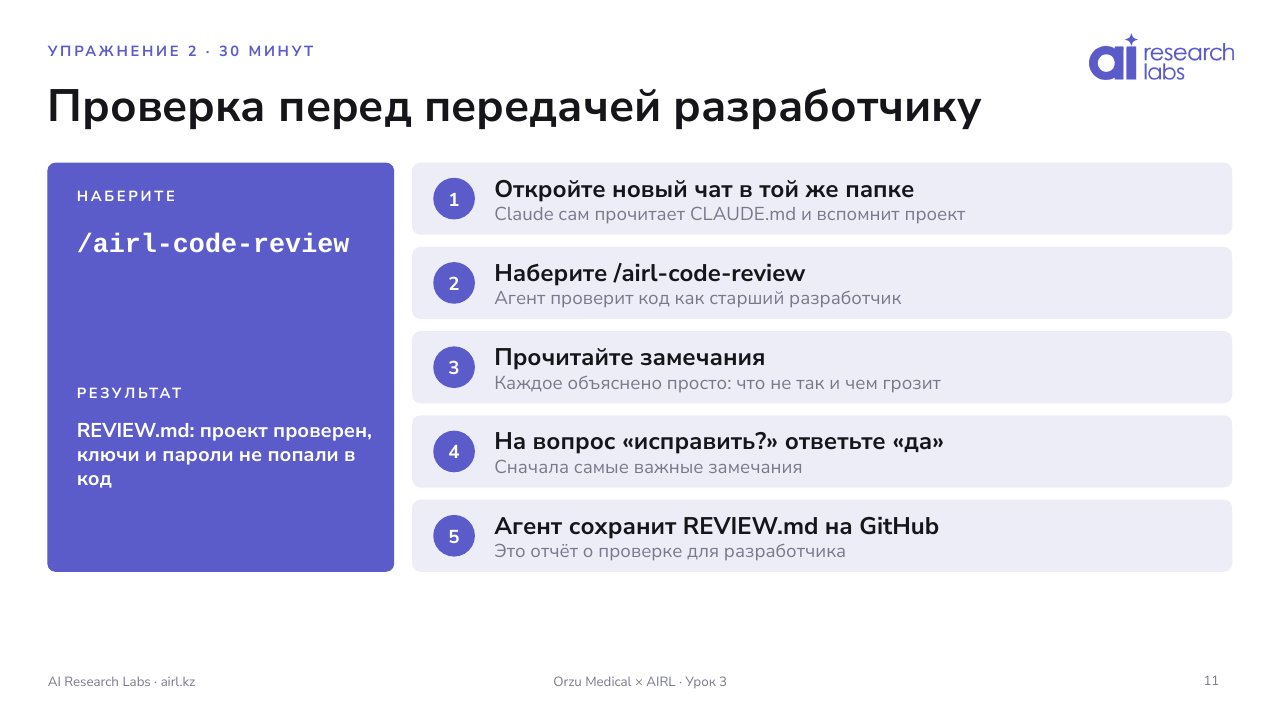 УПРАЖНЕНИЕ 2 · 30 МИНУТ
ai research labs
Проверка перед передачей разработчику
НАБЕРИТЕ
/airl-code-review
РЕЗУЛЬТАТ
REVIEW.md: проект проверен,
ключи и пароли не попали в
код
1
Откройте новый чат в той же папке
Claude сам прочитает CLAUDE.md и вспомнит проект
2
Наберите /airl-code-review
Агент проверит код как старший разработчик
3
Прочитайте замечания
Каждое объяснено просто: что не так и чем грозит
4
На вопрос «исправить?» ответьте «да»
Сначала самые важные замечания
5
Агент сохранит REVIEW.md на GitHub
Это отчёт о проверке для разработчика
AI Research Labs · airl.kz
Orzu Medical × AIRL · Урок 3
11